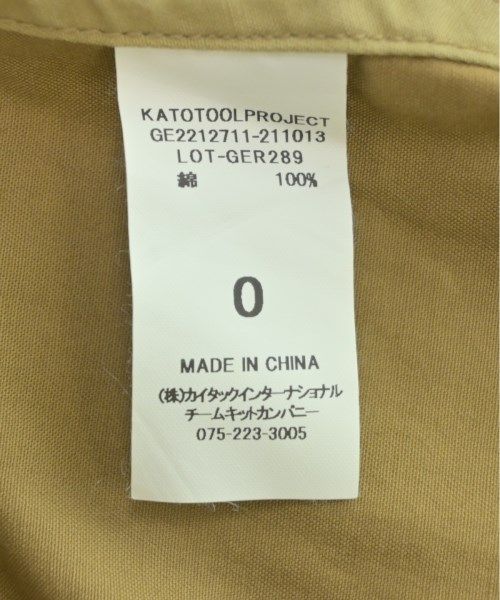 KATOTOOLPROJECT
GE2212711-211013
LOT-GER289
綿 100%
0
MADE IN CHINA
(株)カイタックインターナショナル
チームキットカンパニー
075-223-3005